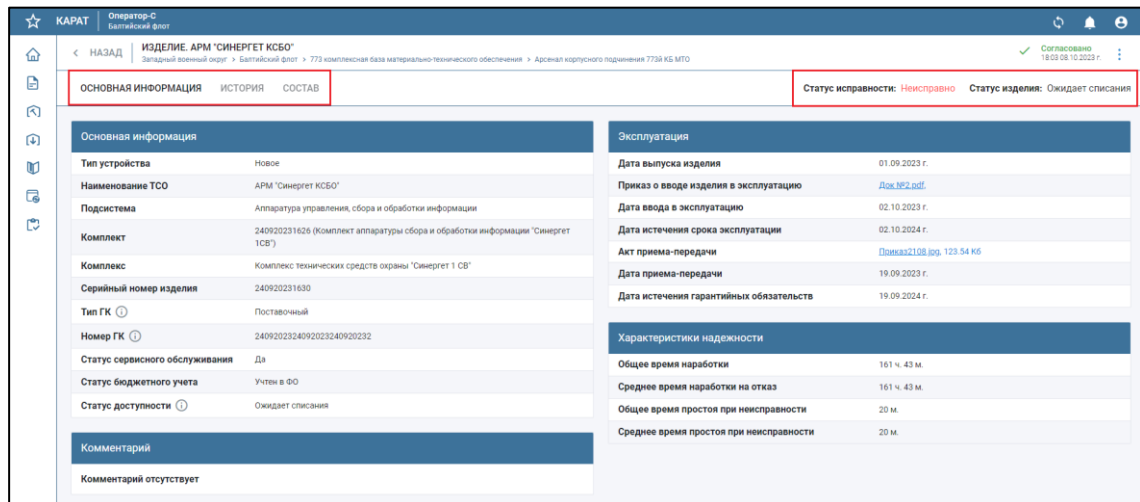 КАРАТ
Оператор-С
Балтийский флот
НАЗАД
ИЗДЕЛИЕ. АРМ "СИНЕРГЕТ КСБО"
Западный военный округ > Балтийский флот > 773 комплексная база материально-технического обеспечения > Арсенал корпусного подчинения 773й КБ МТО
Согласовано
18:03 08.10.2023 г.
ОСНОВНАЯ ИНФОРМАЦИЯ ИСТОРИЯ СОСТАВ
Статус исправности: Неисправно Статус изделия: Ожидает списания
Основная информация
Тип устройства Новое
Наименование ТСО АРМ "Синергет КСБО"
Подсистема Аппаратура управления, сбора и обработки информации
Комплект 240920231626 (Комплект аппаратуры сбора и обработки информации "Синергет
1СВ")
Комплекс Комплекс технических средств охраны "Синергет 1 СВ"
Серийный номер изделия 240920231630
Тип ГК Поставочный
Номер ГК 2409202324092023240920232
Статус сервисного обслуживания Да
Статус бюджетного учета Учтен в ФО
Статус доступности Ожидает списания
Комментарий
Комментарий отсутствует
Эксплуатация
Дата выпуска изделия 01.09.2023 г.
Приказ о вводе изделия в эксплуатацию Док №2.pdf,
Дата ввода в эксплуатацию 02.10.2023 г.
Дата истечения срока эксплуатации 02.10.2024 г.
Акт приема-передачи Приказ2108.jpg, 123.54 Кб
Дата приема-передачи 19.09.2023 г.
Дата истечения гарантийных обязательств 19.09.2024 г.
Характеристики надежности
Общее время наработки 161 ч. 43 м.
Среднее время наработки на отказ 161 ч. 43 м.
Общее время простоя при неисправности 20 м.
Среднее время простоя при неисправности 20 м.